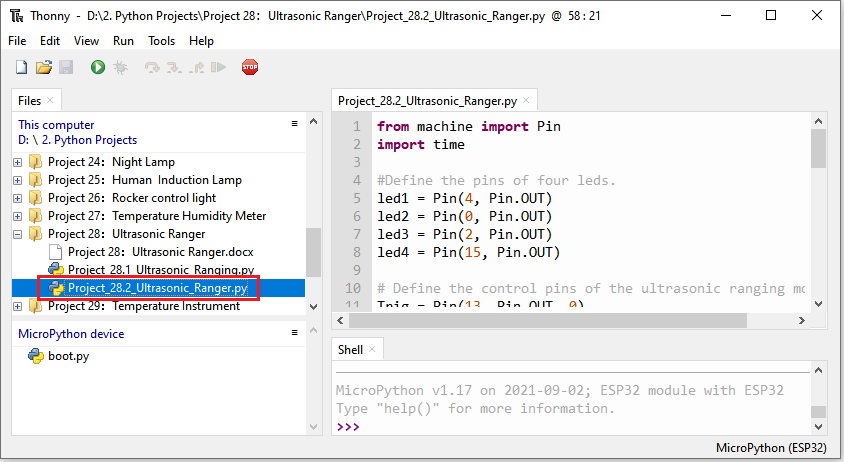 Thonny - D:\2. Python Projects\Project 28：Ultrasonic Ranger\Project_28.2_Ultrasonic_Ranger.py @ 58 : 21
File Edit View Run Tools Help
STOP
Files ×
This computer
D: \ 2. Python Projects
Project 24：Night Lamp
Project 25：Human Induction Lamp
Project 26：Rocker control light
Project 27：Temperature Humidity Meter
Project 28：Ultrasonic Ranger
Project 28：Ultrasonic Ranger.docx
Project_28.1_Ultrasonic_Ranging.py
Project_28.2_Ultrasonic_Ranger.py
Project 29：Temperature Instrument
MicroPython device
boot.py
Project_28.2_Ultrasonic_Ranger.py ×
1 from machine import Pin
2 import time
3
4 #Define the pins of four leds.
5 led1 = Pin(4, Pin.OUT)
6 led2 = Pin(0, Pin.OUT)
7 led3 = Pin(2, Pin.OUT)
8 led4 = Pin(15, Pin.OUT)
9
10 # Define the control pins of the ultrasonic ranging mo
11 Trig = Pin(13, Pin.OUT, 0)
Shell ×
MicroPython v1.17 on 2021-09-02; ESP32 module with ESP32
Type "help()" for more information.
>>>
MicroPython (ESP32)